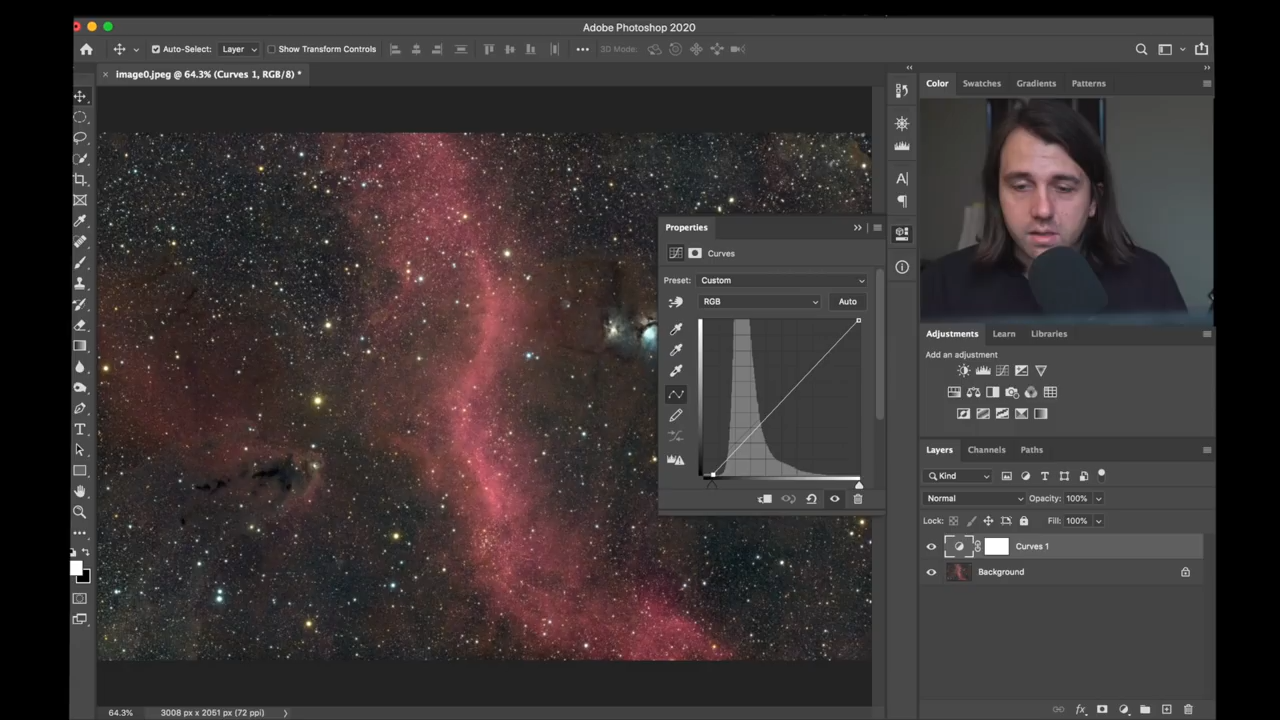 Adobe Photoshop 2020
Auto-Select: Layer Show Transform Controls 3D Mode:
image0.jpeg @ 64.3% (Curves 1, RGB/8) *
Color Swatches Gradients Patterns
Properties
Curves
Preset: Custom
RGB Auto
Adjustments Learn Libraries
Add an adjustment
Layers Channels Paths
Kind
Normal Opacity: 100%
Lock: Fill: 100%
Curves 1
Background
fx
64.3% 3008 px x 2051 px (72 ppi)